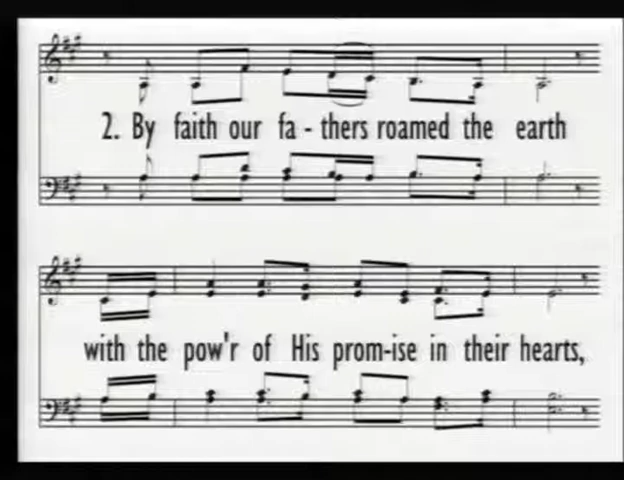 2. By faith our fa - thers roamed the earth
with the pow'r of His prom-ise in their hearts,